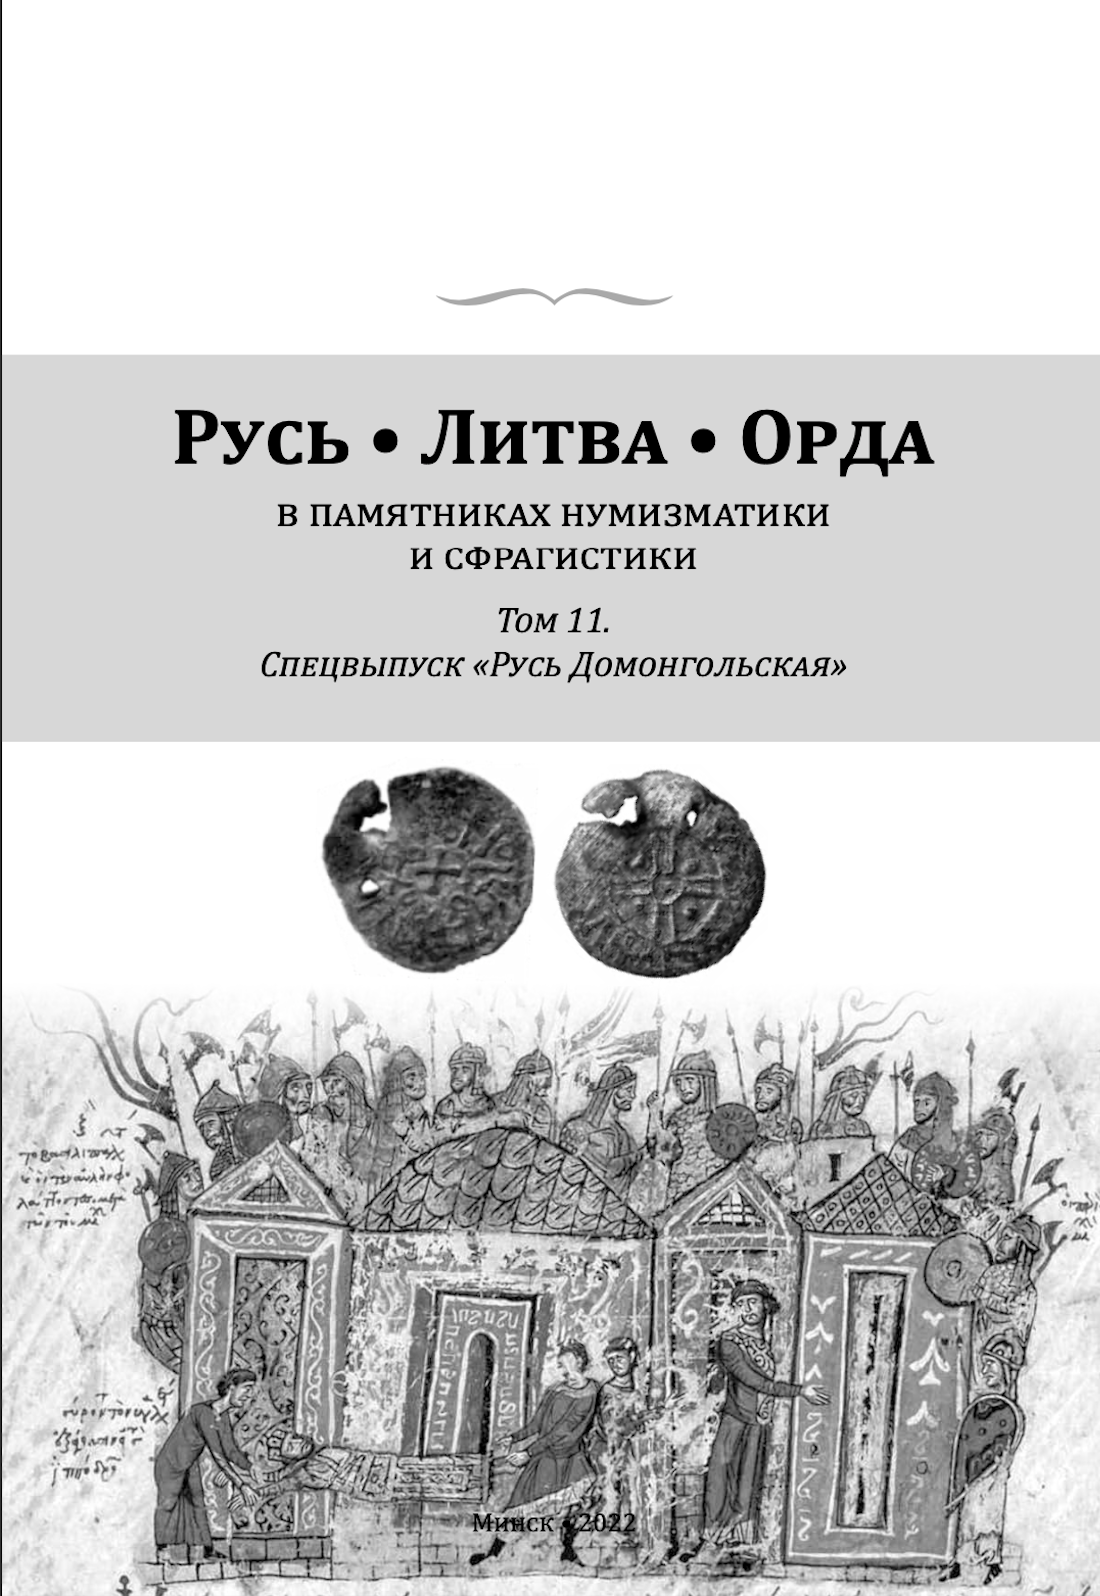 Русь • Литва • Орда
в памятниках нумизматики
и сфрагистики
Том 11.
Спецвыпуск «Русь Домонгольская»
Минск • 2022